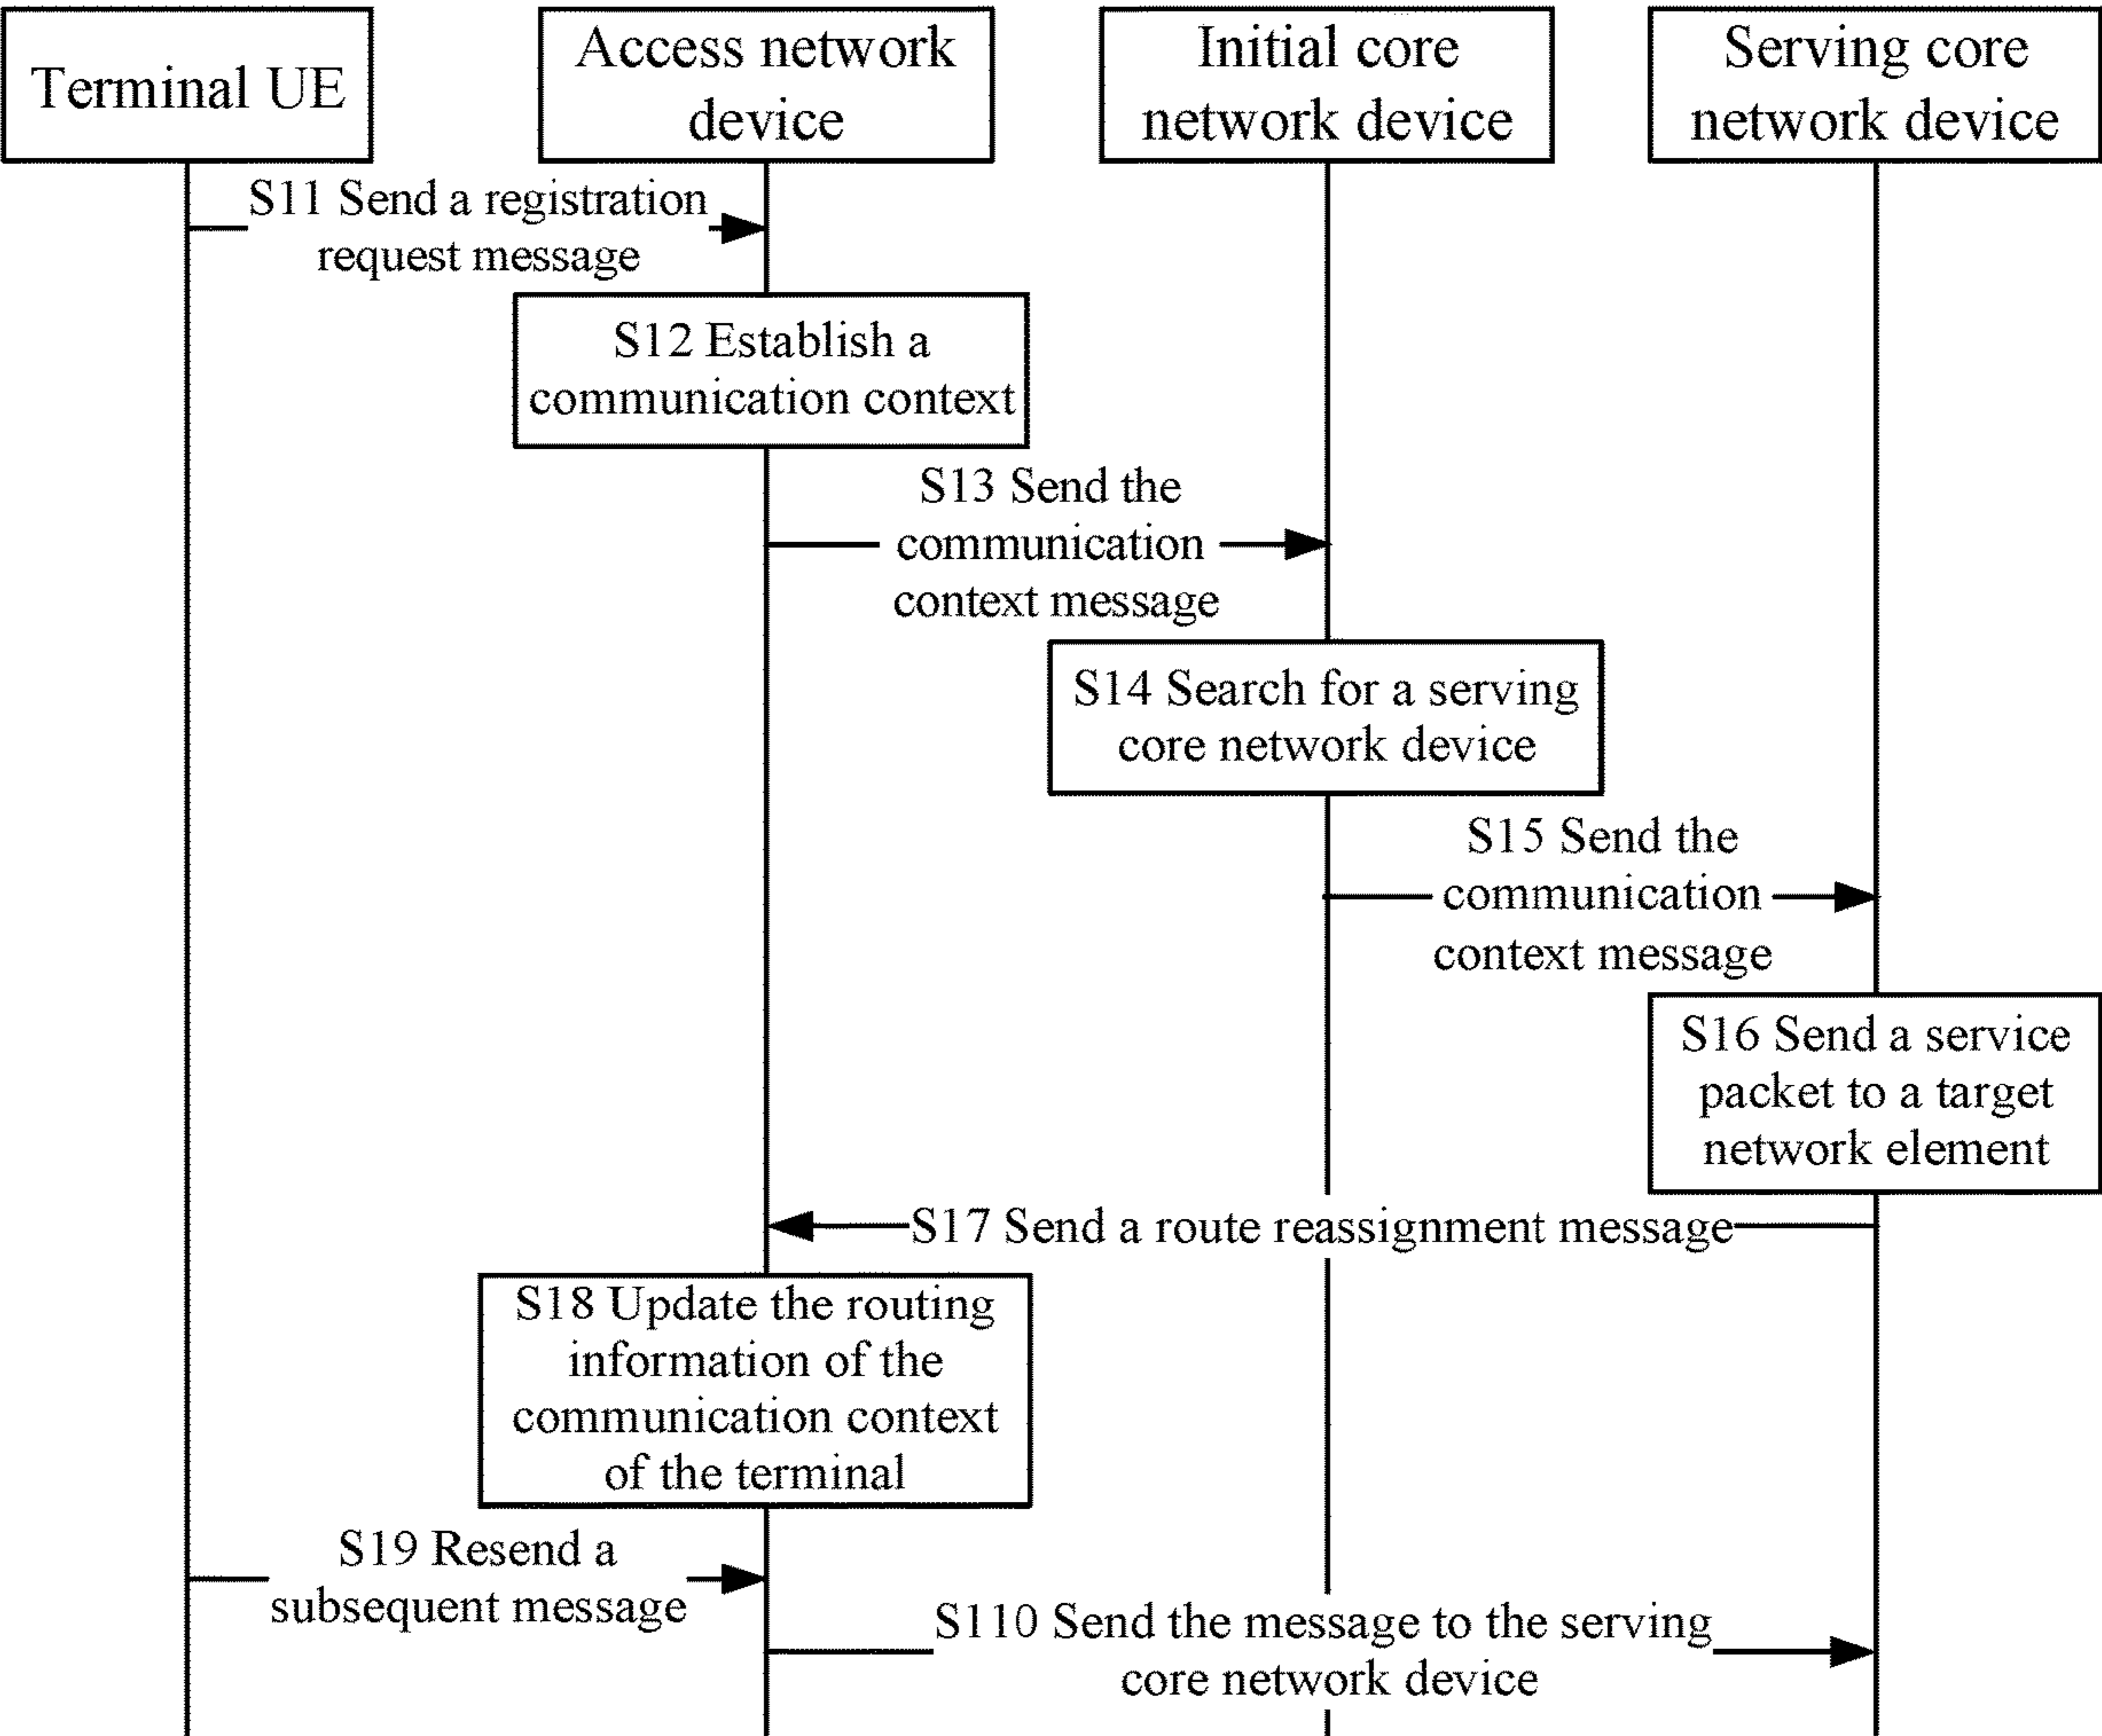 Terminal UE
Access network
device
Initial core
network device
Serving core
network device
S11 Send a registration
request message
S12 Establish a
communication context
S13 Send the
communication
context message
S14 Search for a serving
core network device
S15 Send the
communication
context message
S16 Send a service
packet to a target
network element
S17 Send a route reassignment message
S18 Update the routing
information of the
communication context
of the terminal
S19 Resend a
subsequent message
S110 Send the message to the serving
core network device